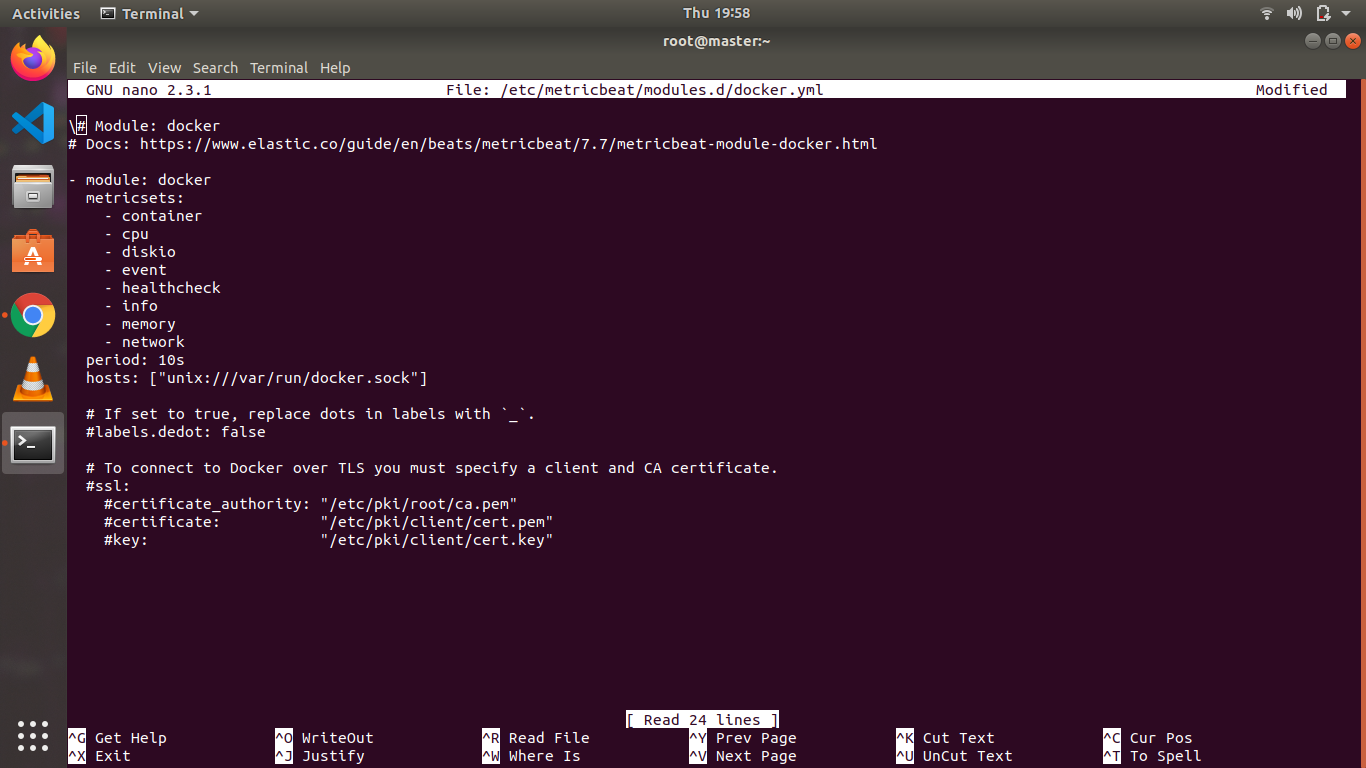 Activities Terminal Thu 19:58
root@master:~
File Edit View Search Terminal Help
GNU nano 2.3.1 File: /etc/metricbeat/modules.d/docker.yml Modified
\# Module: docker
# Docs: https://www.elastic.co/guide/en/beats/metricbeat/7.7/metricbeat-module-docker.html
- module: docker
metricsets:
- container
- cpu
- diskio
- event
- healthcheck
- info
- memory
- network
period: 10s
hosts: ["unix:///var/run/docker.sock"]
# If set to true, replace dots in labels with `_`.
#labels.dedot: false
# To connect to Docker over TLS you must specify a client and CA certificate.
#ssl:
#certificate_authority: "/etc/pki/root/ca.pem"
#certificate: "/etc/pki/client/cert.pem"
#key: "/etc/pki/client/cert.key"
[ Read 24 lines ]
^G Get Help ^O WriteOut ^R Read File ^Y Prev Page ^K Cut Text ^C Cur Pos
^X Exit ^J Justify ^W Where Is ^V Next Page ^U UnCut Text ^T To Spell